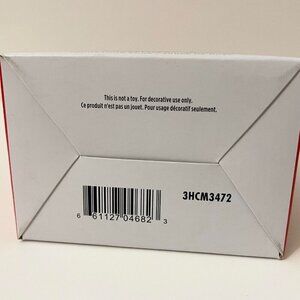 This is not a toy. For decorative use only.
Ce produit n'est pas un jouet. Pour usage décoratif seulement.
3HCM3472
6 61127 04682 3